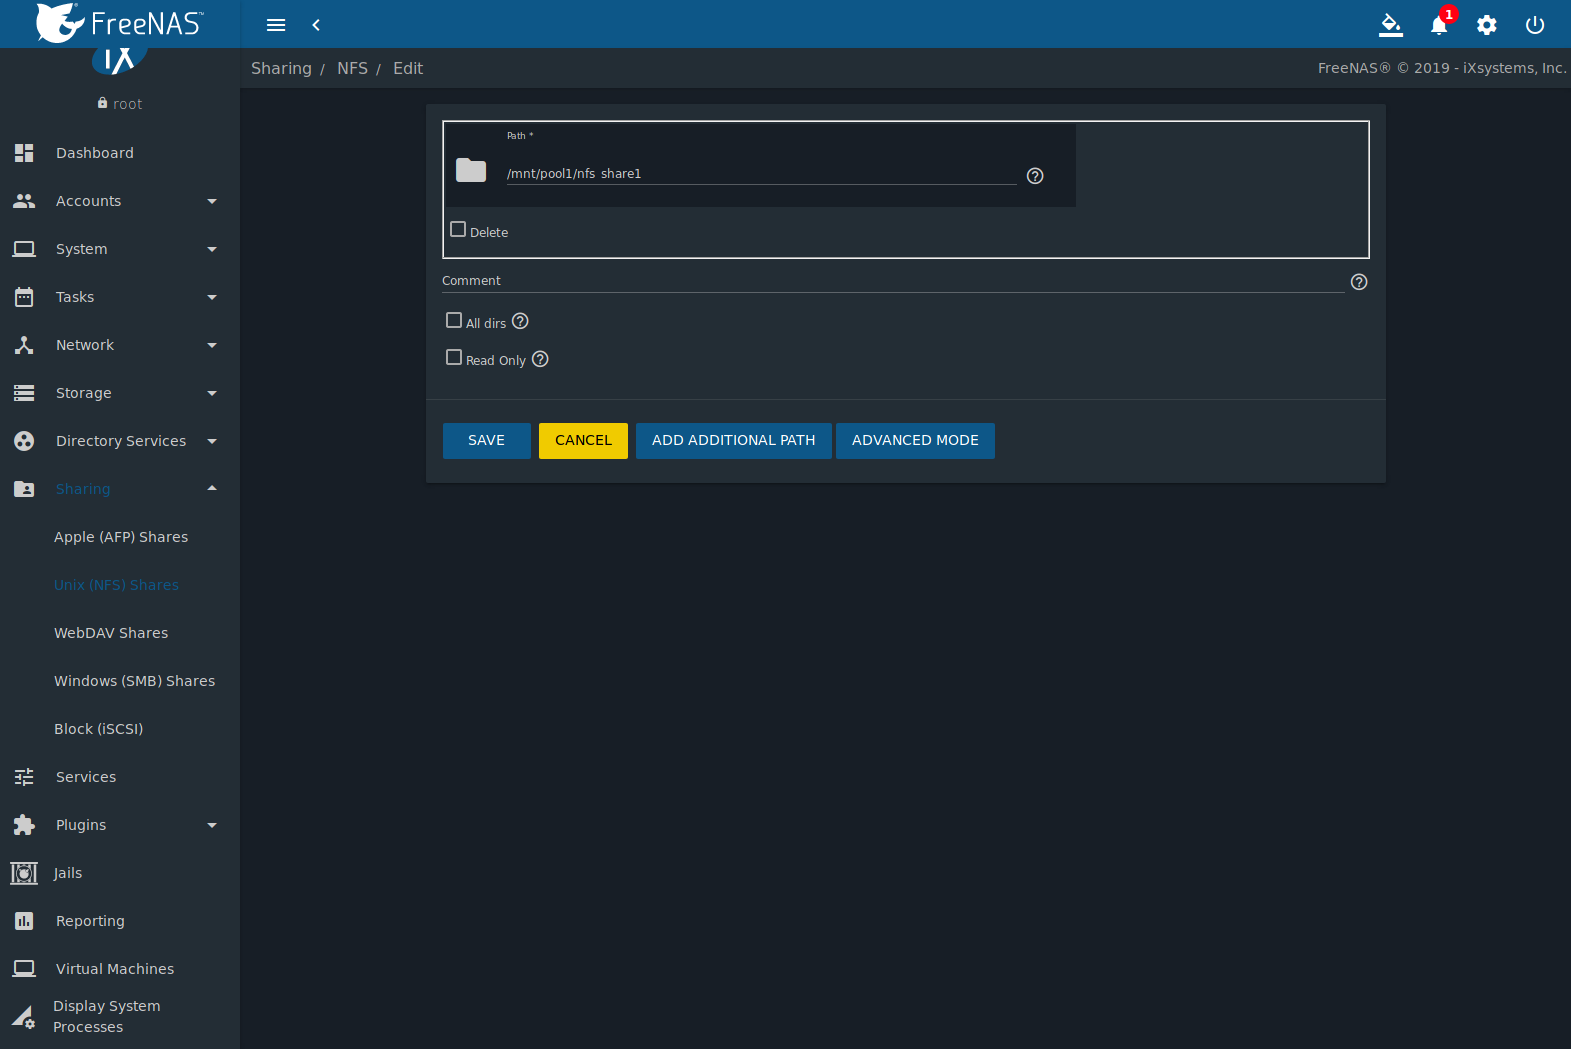 FreeNAS™
1
Sharing / NFS / Edit
FreeNAS® © 2019 - iXsystems, Inc.
iX
root
Dashboard
Accounts
System
Tasks
Network
Storage
Directory Services
Sharing
Apple (AFP) Shares
Unix (NFS) Shares
WebDAV Shares
Windows (SMB) Shares
Block (iSCSI)
Services
Plugins
Jails
Reporting
Virtual Machines
Display System
Processes
Path *
/mnt/pool1/nfs_share1
Delete
Comment
All dirs
Read Only
SAVE
CANCEL
ADD ADDITIONAL PATH
ADVANCED MODE